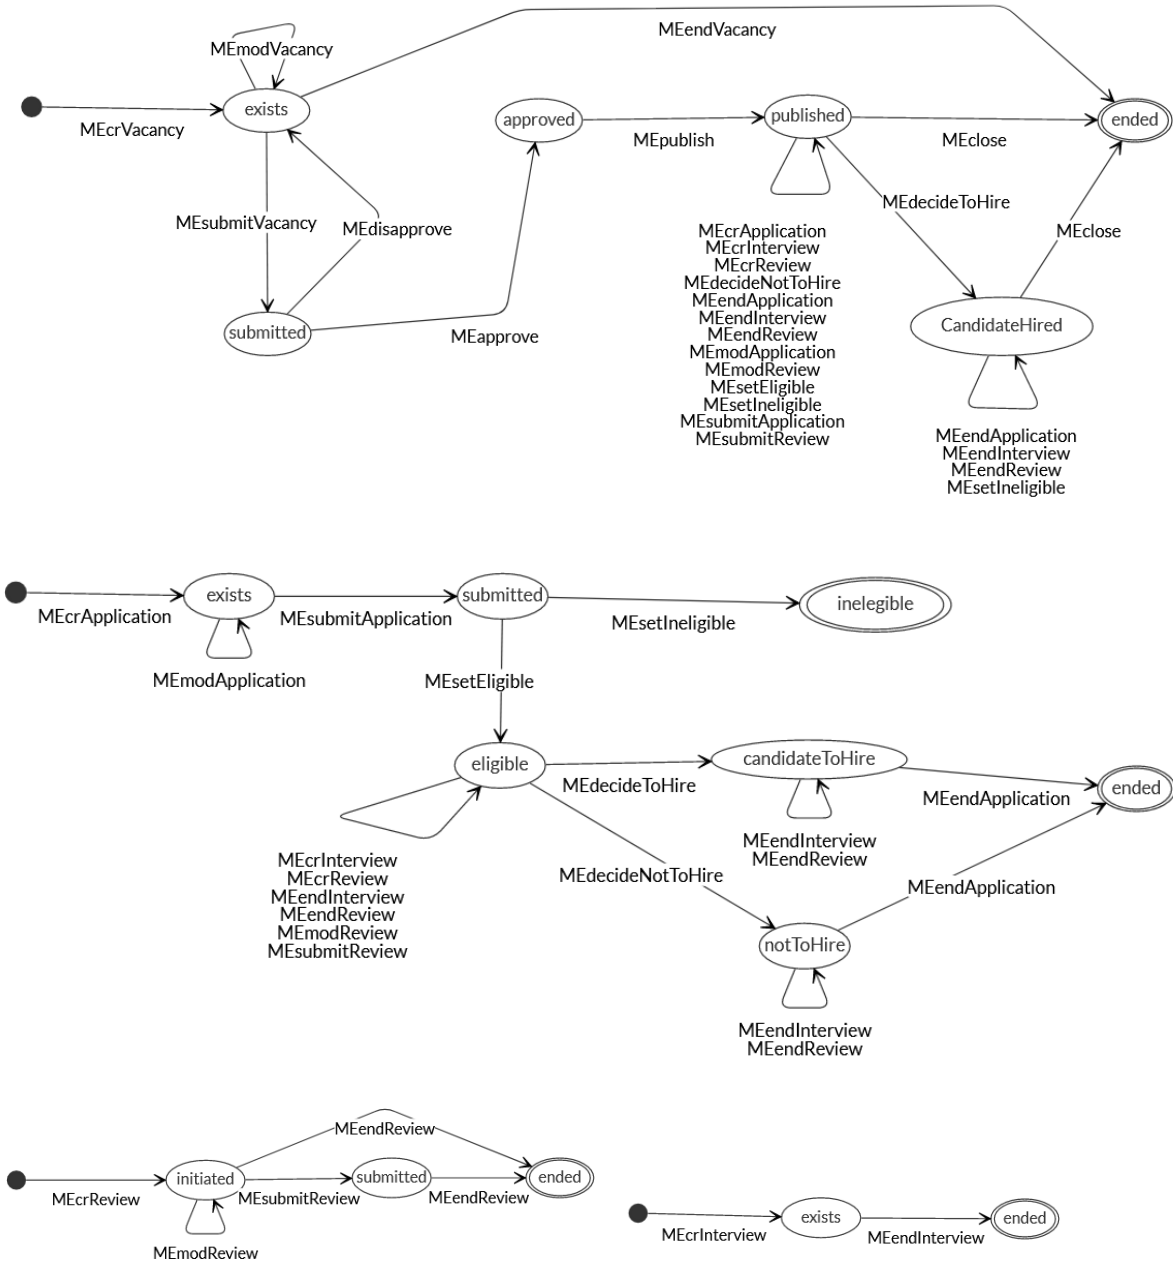 MEmodVacancy
MEendVacancy
exists
MEcrVacancy
approved
published
ended
MEpublish
MEclose
MEsubmitVacancy
MEdisapprove
MEdecideToHire
MEclose
MEcrApplication
MEcrInterview
MEcrReview
MEdecideNotToHire
MEendApplication
MEendInterview
MEendReview
MEmodApplication
MEmodReview
MEsetEligible
MEsetIneligible
MEsubmitApplication
MEsubmitReview
submitted
MEapprove
CandidateHired
MEendApplication
MEendInterview
MEendReview
MEsetIneligible
exists
submitted
inelegible
MEcrApplication
MEsubmitApplication
MEsetIneligible
MEmodApplication
MEsetEligible
eligible
candidateToHire
ended
MEdecideToHire
MEendApplication
MEendInterview
MEendReview
MEcrInterview
MEcrReview
MEendInterview
MEendReview
MEmodReview
MEsubmitReview
MEdecideNotToHire
MEendApplication
notToHire
MEendInterview
MEendReview
MEendReview
initiated
submitted
ended
MEcrReview
MEsubmitReview
MEendReview
MEmodReview
exists
ended
MEcrInterview
MEendInterview